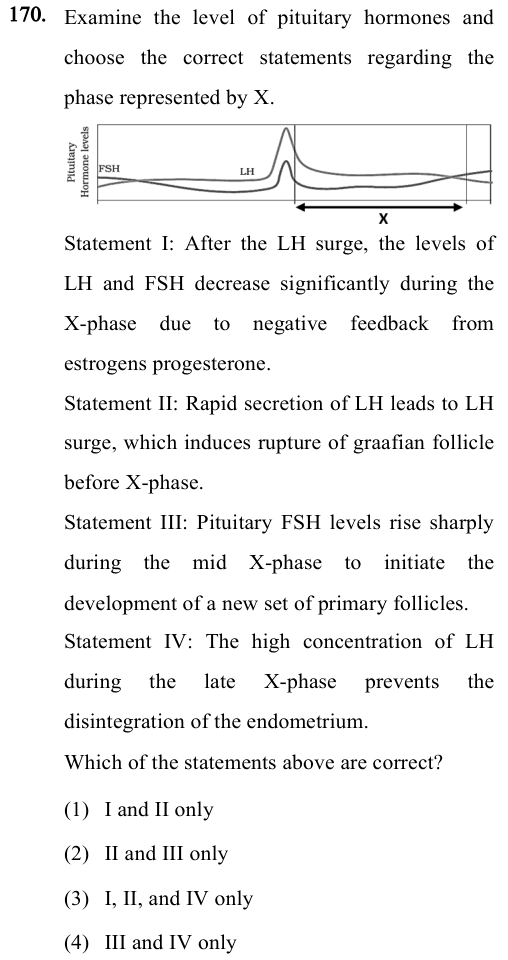 170. Examine the level of pituitary hormones and
choose the correct statements regarding the
phase represented by X.
Pituitary
Hormone levels
FSH
LH
X
Statement I: After the LH surge, the levels of
LH and FSH decrease significantly during the
X-phase due to negative feedback from
estrogens progesterone.
Statement II: Rapid secretion of LH leads to LH
surge, which induces rupture of graafian follicle
before X-phase.
Statement III: Pituitary FSH levels rise sharply
during the mid X-phase to initiate the
development of a new set of primary follicles.
Statement IV: The high concentration of LH
during the late X-phase prevents the
disintegration of the endometrium.
Which of the statements above are correct?
(1) I and II only
(2) II and III only
(3) I, II, and IV only
(4) III and IV only